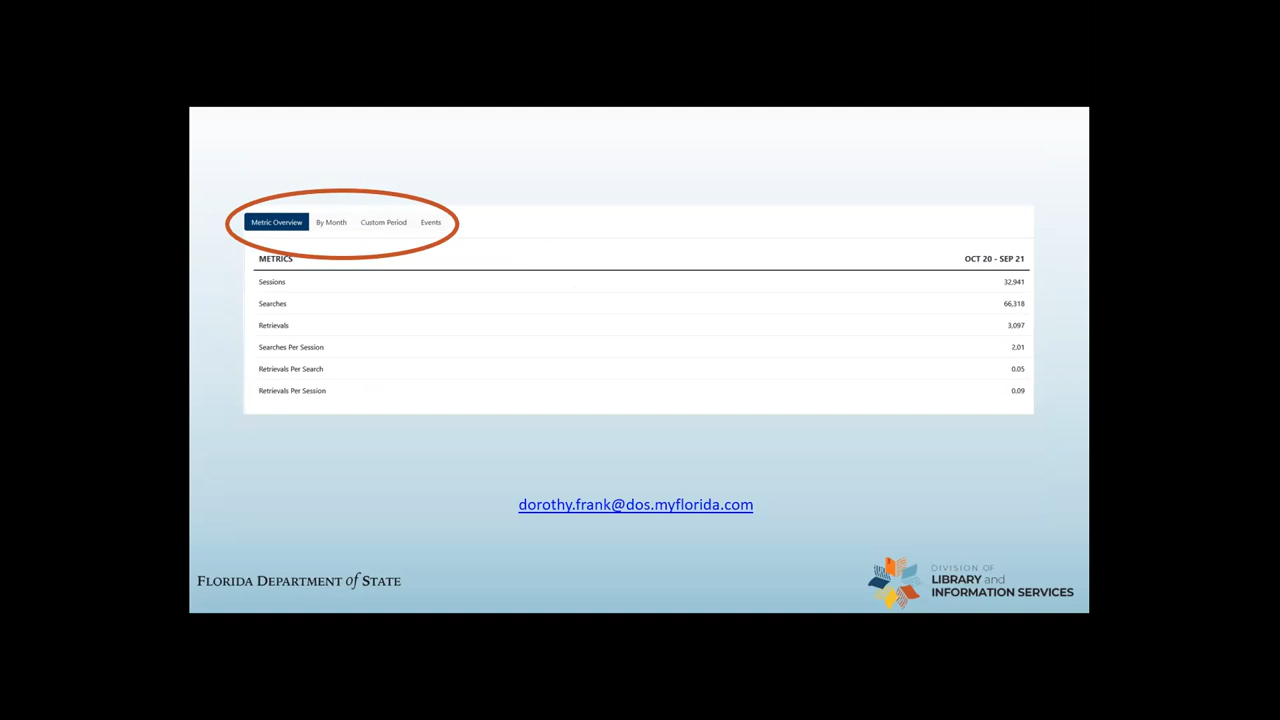 Metric Overview By Month Custom Period Events
METRICS OCT 20 - SEP 21
Sessions 32,941
Searches 66,318
Retrievals 3,097
Searches Per Session 2.01
Retrievals Per Search 0.05
Retrievals Per Session 0.09
dorothy.frank@dos.myflorida.com
FLORIDA DEPARTMENT of STATE
DIVISION OF
LIBRARY and
INFORMATION SERVICES